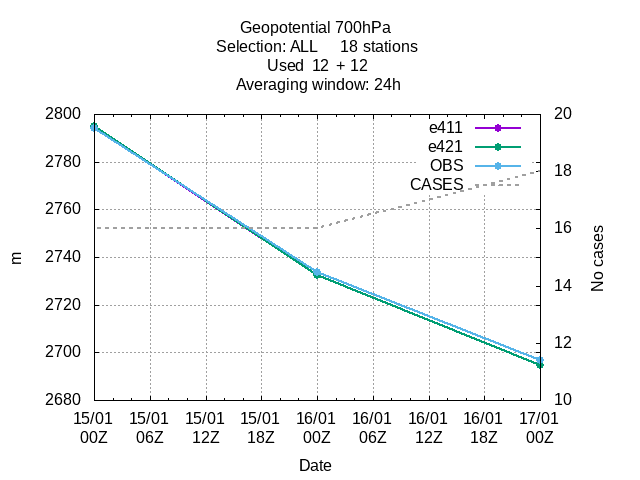 Geopotential 700hPa
Selection: ALL 18 stations
Used 12 + 12
Averaging window: 24h
2800
2780
2760
2740
2720
2700
2680
m
e411
e421
OBS
CASES
20
18
16
14
12
10
No cases
15/01 15/01 15/01 15/01 16/01 16/01 16/01 16/01 17/01
00Z 06Z 12Z 18Z 00Z 06Z 12Z 18Z 00Z
Date